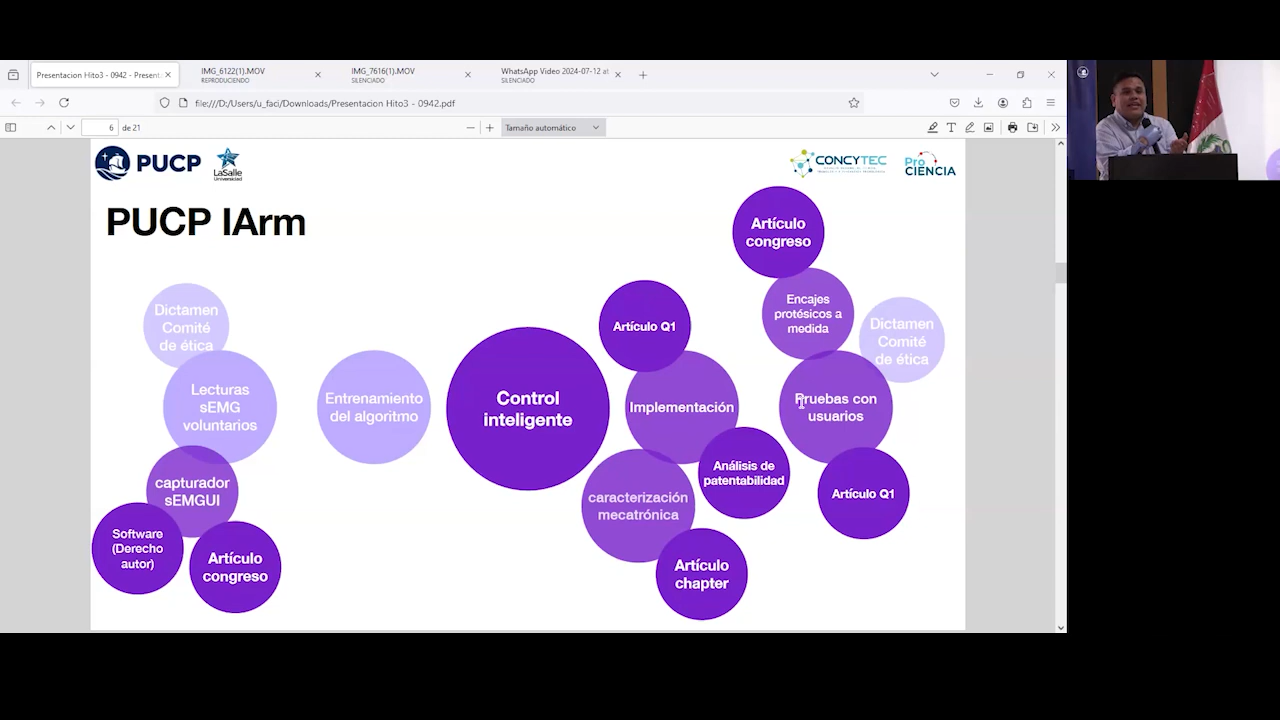 Presentacion Hito3 - 0942 - Present
IMG_6122(1).MOV
REPRODUCIENDO
IMG_7616(1).MOV
SILENCIADO
WhatsApp Video 2024-07-12 at
SILENCIADO
file:///D:/Users/u_faci/Downloads/Presentacion Hito3 - 0942.pdf
6 de 21
Tamaño automático
PUCP
LaSalle
Universidad
CONCYTEC
Pro
CIENCIA
PUCP IArm
Dictamen
Comité
de ética
Lecturas
sEMG
voluntarios
capturador
sEMGUI
Software
(Derecho
autor)
Artículo
congreso
Entrenamiento
del algoritmo
Control
inteligente
Artículo Q1
Implementación
caracterización
mecatrónica
Análisis de
patentabilidad
Artículo
chapter
Artículo
congreso
Encajes
protésicos a
medida
Dictamen
Comité
de ética
Pruebas con
usuarios
Artículo Q1